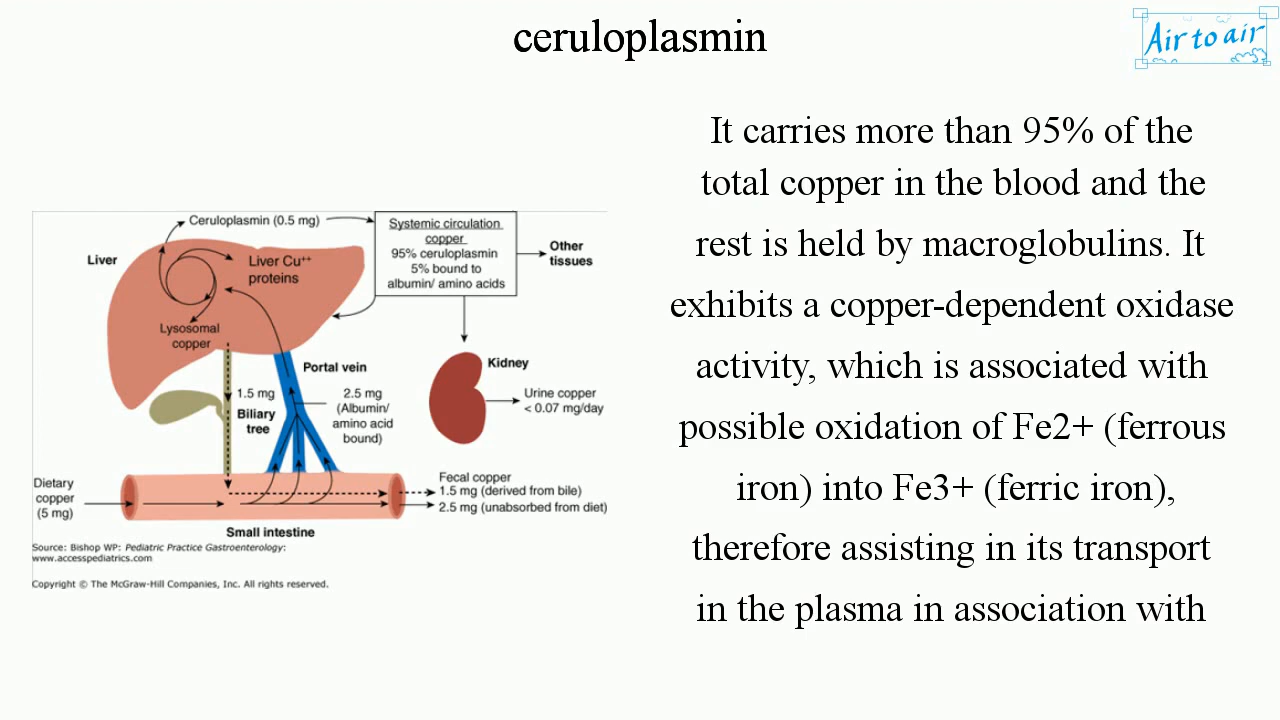 ceruloplasmin
Air to air
It carries more than 95% of the
total copper in the blood and the
rest is held by macroglobulins. It
exhibits a copper-dependent oxidase
activity, which is associated with
possible oxidation of Fe2+ (ferrous
iron) into Fe3+ (ferric iron),
therefore assisting in its transport
in the plasma in association with
Ceruloplasmin (0.5 mg)
Systemic circulation
copper
95% ceruloplasmin
5% bound to
albumin/ amino acids
Other
tissues
Liver
Liver Cu++
proteins
Lysosomal
copper
Portal vein
Kidney
1.5 mg
Biliary
tree
2.5 mg
(Albumin/
amino acid
bound)
Urine copper
< 0.07 mg/day
Dietary
copper
(5 mg)
Fecal copper
1.5 mg (derived from bile)
2.5 mg (unabsorbed from diet)
Small intestine
Source: Bishop WP: Pediatric Practice Gastroenterology:
www.accesspediatrics.com
Copyright © The McGraw-Hill Companies, Inc. All rights reserved.